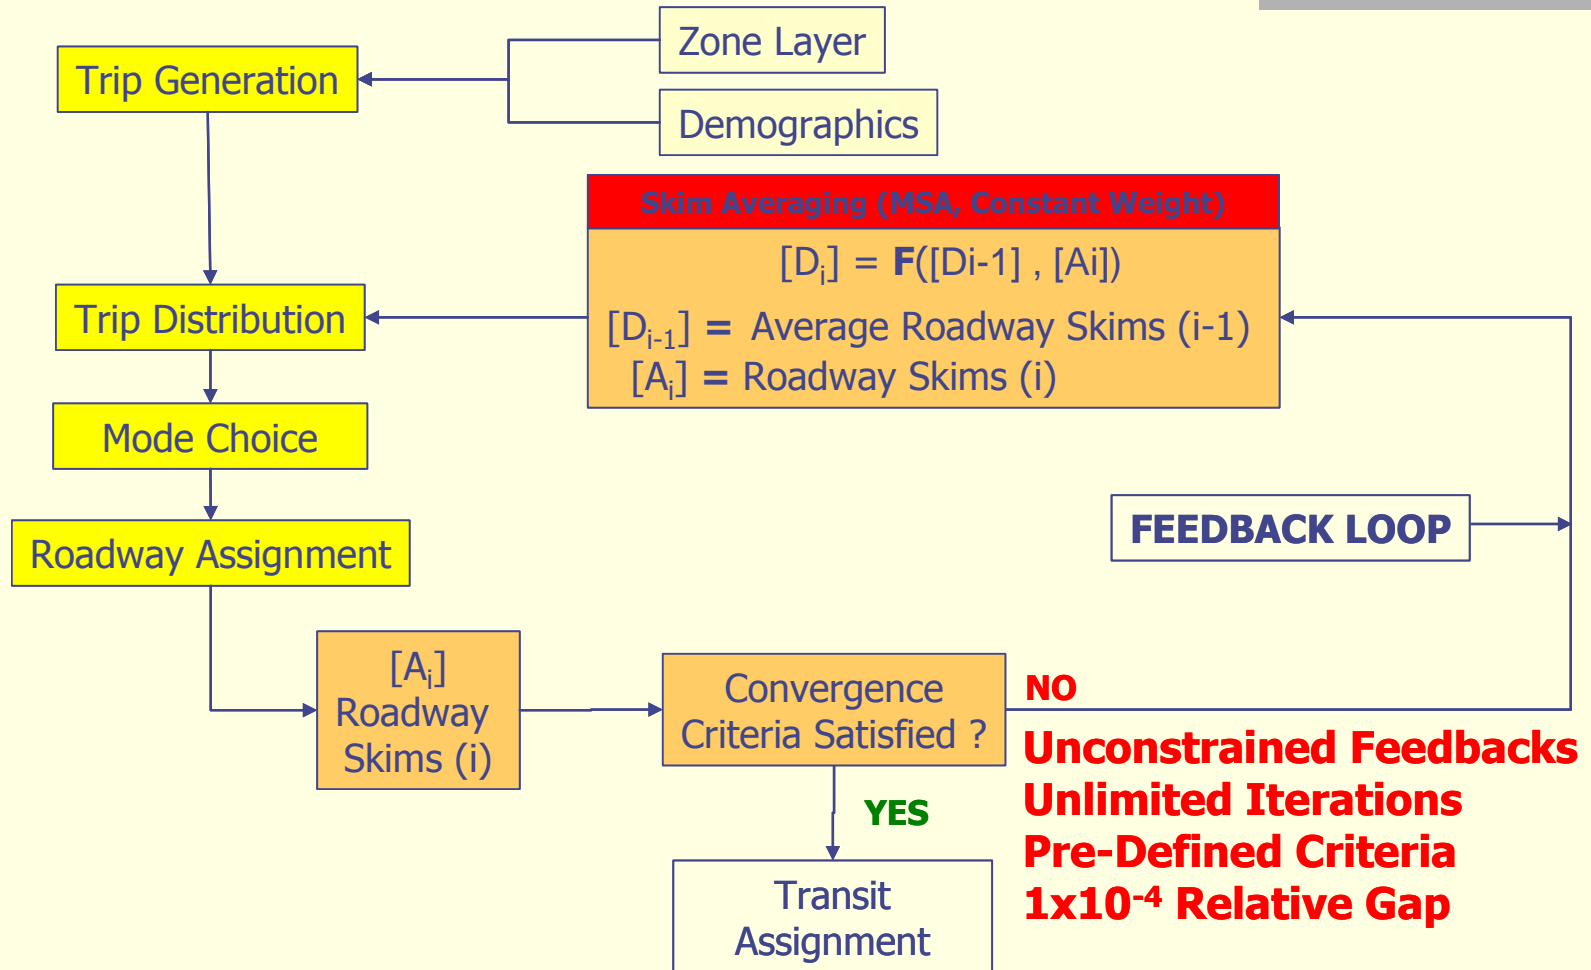 Zone Layer
Trip Generation
Demographics
Skim Averaging (MSA, Constant Weight)
[Dᵢ] = F([Di-1] , [Ai])
Trip Distribution
[Dᵢ₋₁] = Average Roadway Skims (i-1)
[Aᵢ] = Roadway Skims (i)
Mode Choice
FEEDBACK LOOP
Roadway Assignment
[Aᵢ]
Roadway
Skims (i)
Convergence
Criteria Satisfied ?
NO
Unconstrained Feedbacks
Unlimited Iterations
Pre-Defined Criteria
1x10⁻⁴ Relative Gap
YES
Transit
Assignment